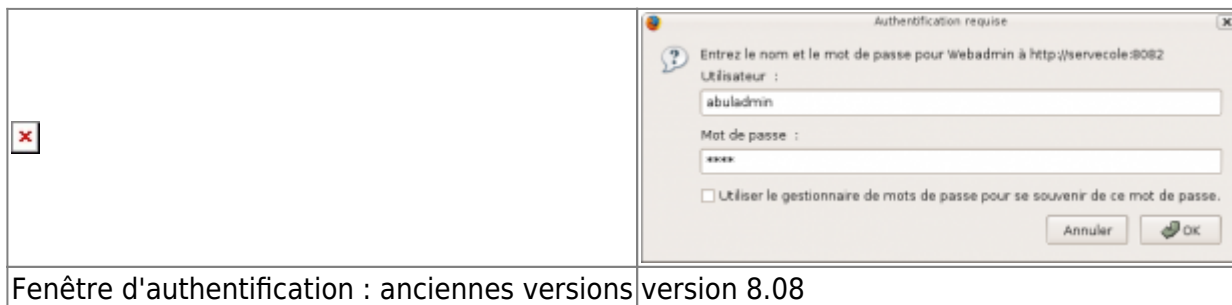 Authentification requise
Entrez le nom et le mot de passe pour Webadmin à http://servecole:8082
Utilisateur :
abuladmin
Mot de passe :
****
Utiliser le gestionnaire de mots de passe pour se souvenir de ce mot de passe.
Annuler
OK
Fenêtre d'authentification : anciennes versions
version 8.08